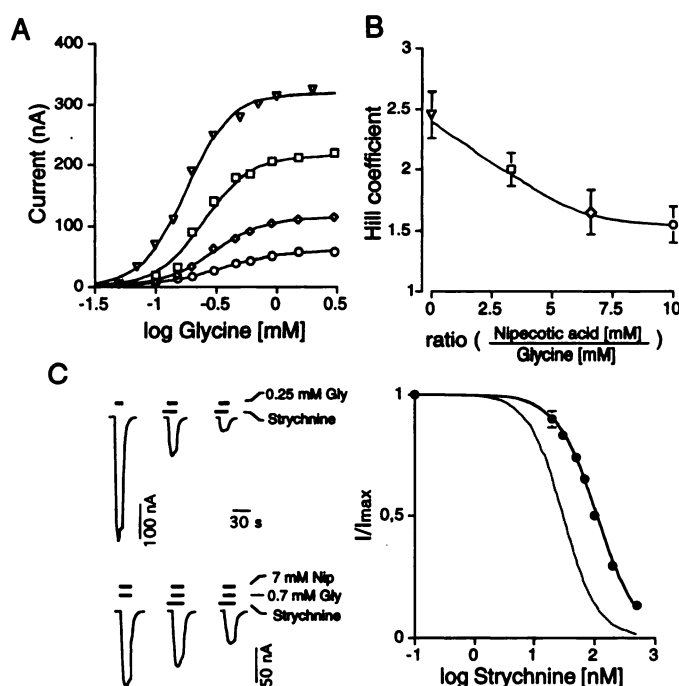 A
400
300
200
100
0
Current (nA)
-1.5
-1.0
-0.5
0
0.5
log Glycine [mM]
B
3
2.5
2
1.5
1
Hill coefficient
0
2.5
5
7.5
10
ratio ( Nipecotic acid [mM]
Glycine [mM] )
C
0.25 mM Gly
Strychnine
100 nA
30 s
7 mM Nip
0.7 mM Gly
Strychnine
50 nA
1
0,5
0
I/Imax
-1
0
1
2
3
log Strychnine [nM]